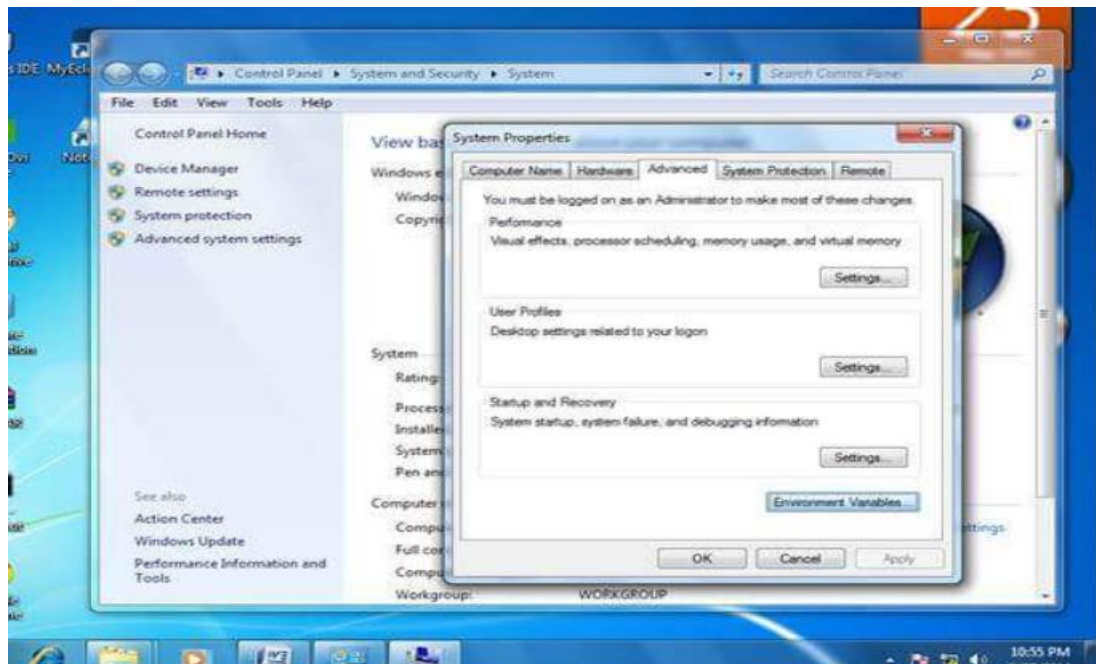 25
IDE MyEcli
Control Panel System and Security System
Search Control Panel
File Edit View Tools Help
Control Panel Home
Device Manager
Remote settings
System protection
Advanced system settings
See also
Action Center
Windows Update
Performance Information and
Tools
View bas
Windows e
Window
Copyrig
System
Rating:
Process
Installe
System
Pen an
Computer
Compu
Full co
Compu
Workgroup: WORKGROUP
ettings
System Properties
Computer Name Hardware Advanced System Protection Remote
You must be logged on as an Administrator to make most of these changes.
Performance
Visual effects, processor scheduling, memory usage, and virtual memory
Settings...
User Profiles
Desktop settings related to your logon
Settings...
Startup and Recovery
System startup, system failure, and debugging information
Settings...
Environment Variables...
OK Cancel Apply
10:55 PM